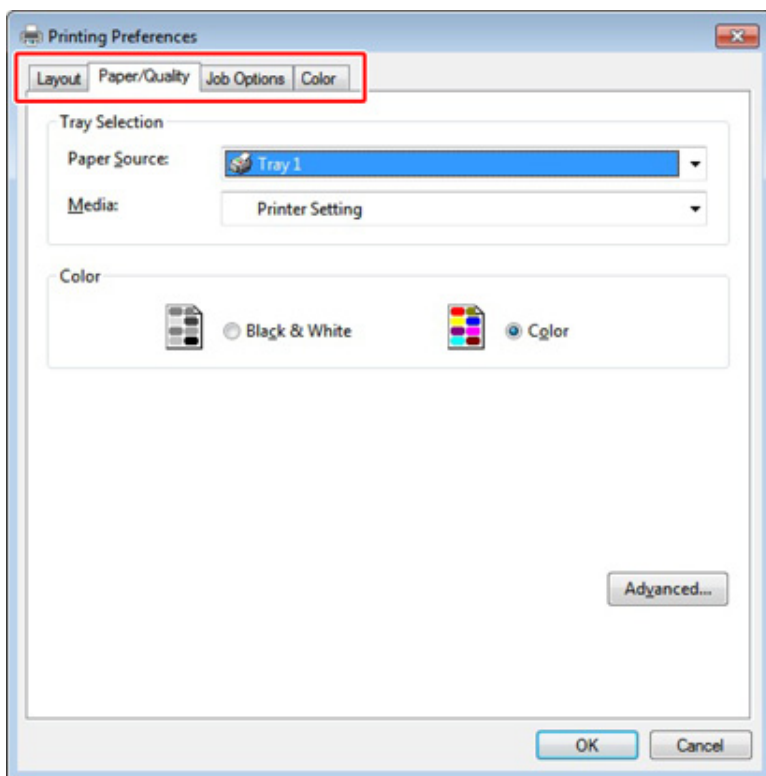 Printing Preferences
Layout Paper/Quality Job Options Color
Tray Selection
Paper Source: Tray 1
Media: Printer Setting
Color
Black & White Color
Advanced...
OK Cancel